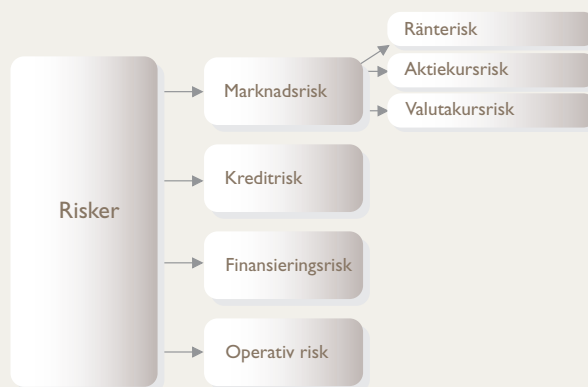 Risker
Marknadsrisk
Ränterisk
Aktiekursrisk
Valutakursrisk
Kreditrisk
Finansieringsrisk
Operativ risk